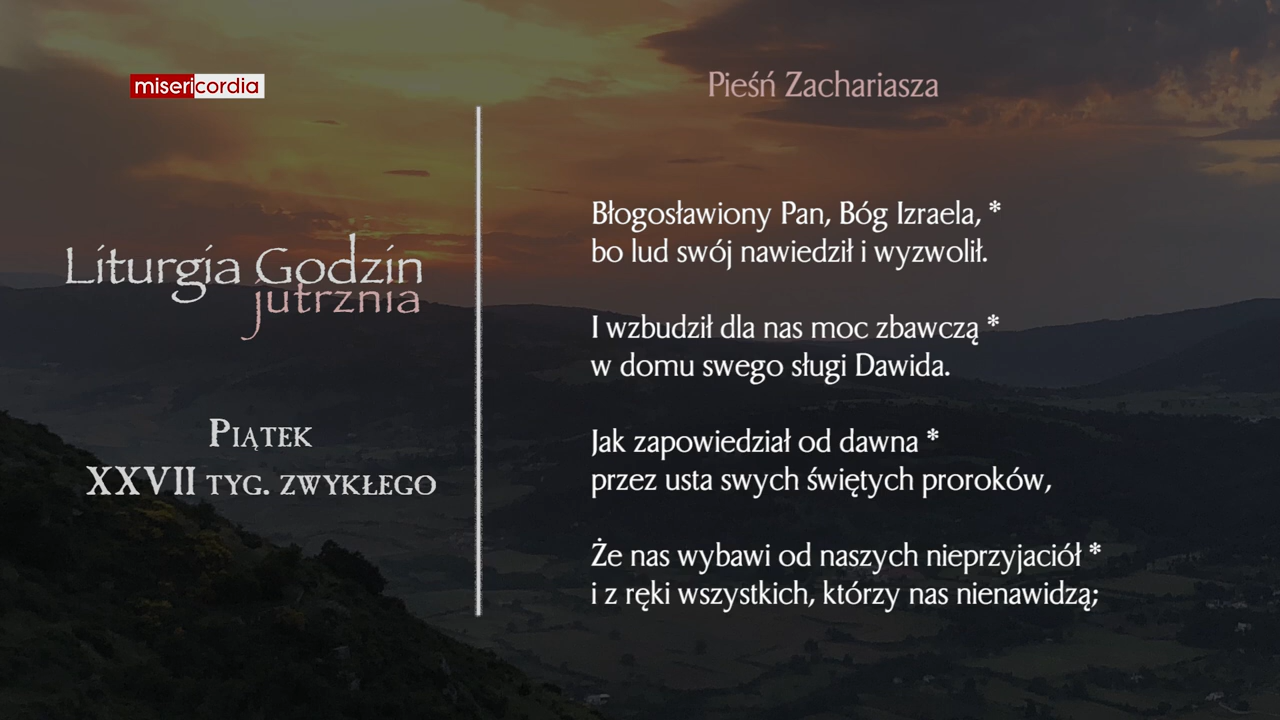 misericordia
Liturgia Godzin
jutrznia
Piątek
XXVII tyg. zwykłego
Pieśń Zachariasza
Błogosławiony Pan, Bóg Izraela, *
bo lud swój nawiedził i wyzwolił.
I wzbudził dla nas moc zbawczą *
w domu swego sługi Dawida.
Jak zapowiedział od dawna *
przez usta swych świętych proroków,
Że nas wybawi od naszych nieprzyjaciół *
i z ręki wszystkich, którzy nas nienawidzą;